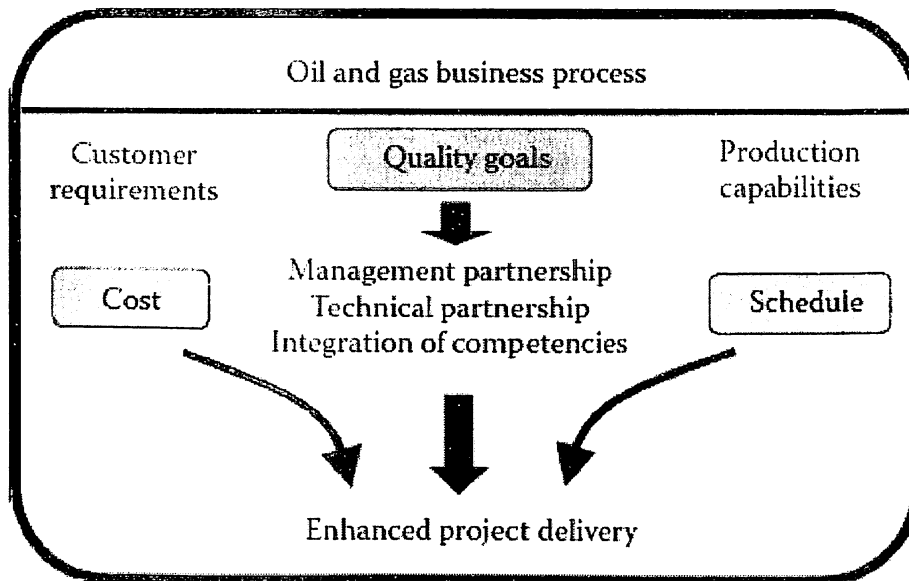 Oil and gas business process
Customer
requirements
Quality goals
Production
capabilities
Cost
Management partnership
Technical partnership
Integration of competencies
Schedule
Enhanced project delivery